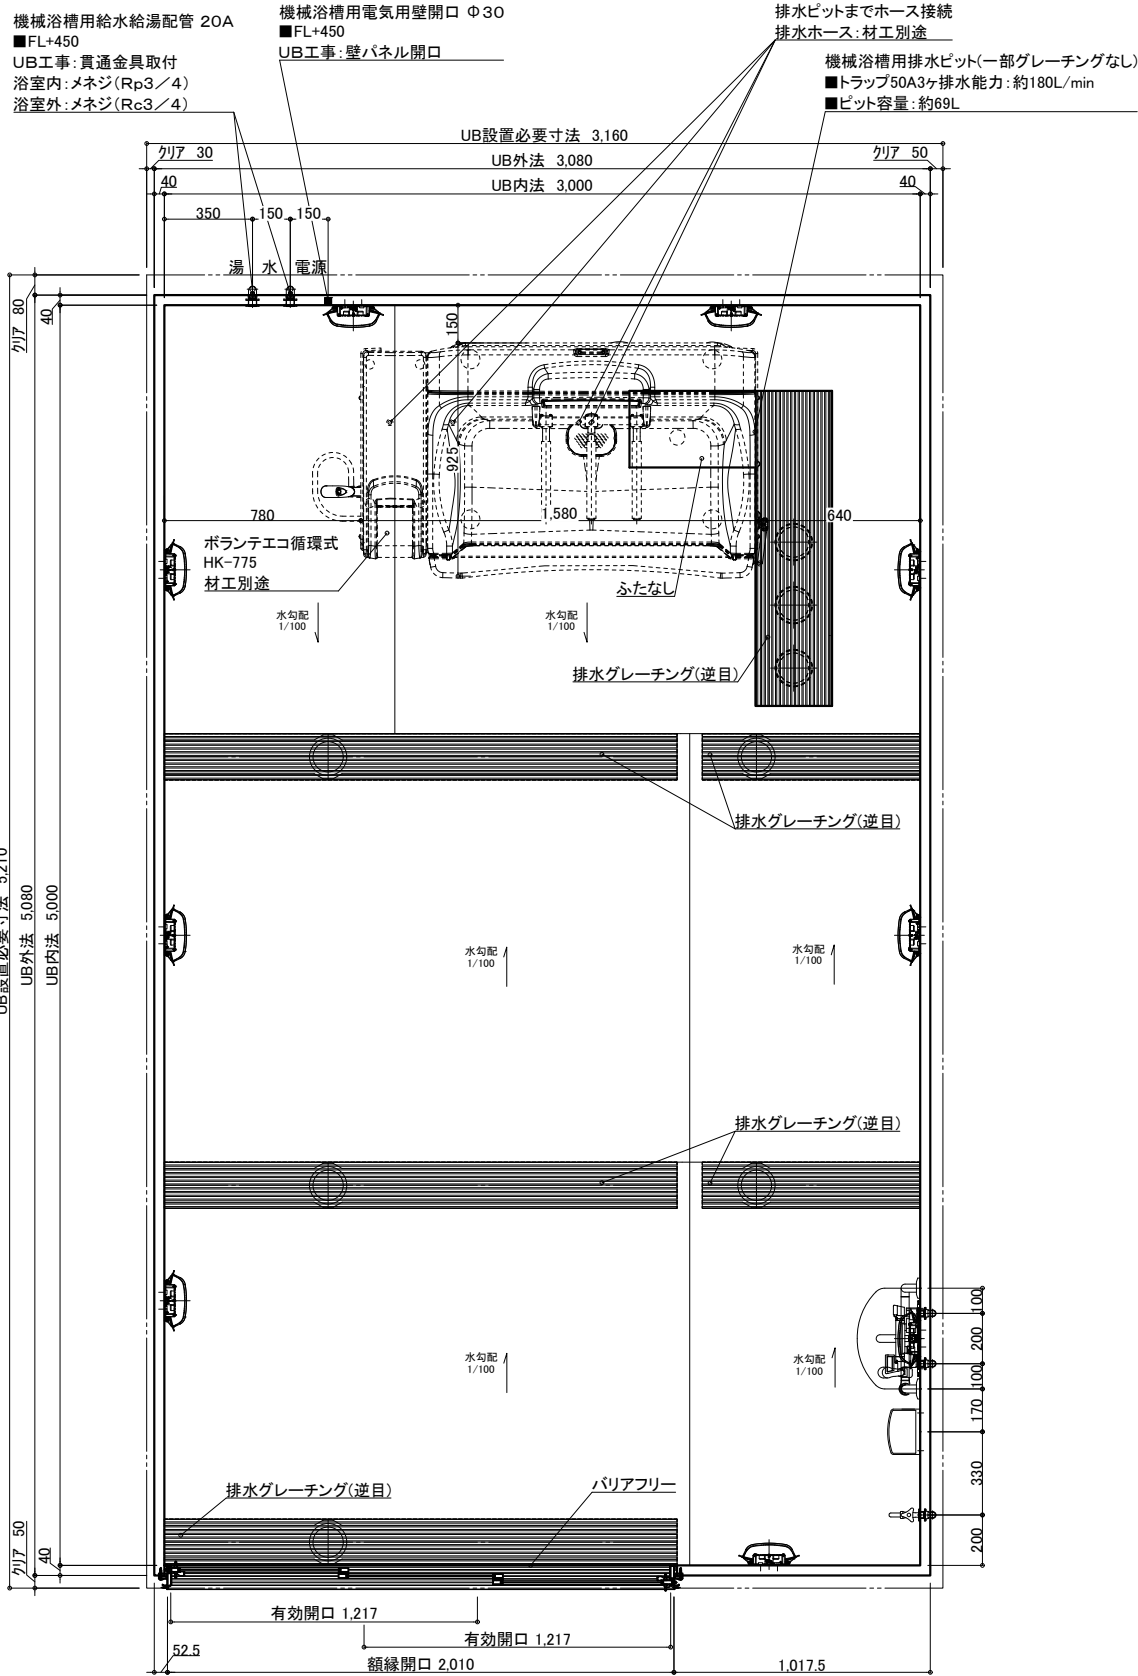 機械浴槽用給水給湯配管 20A
■FL+450
UB工事:貫通金具取付
浴室内:メネジ(Rp3/4)
浴室外:メネジ(Rc3/4)
機械浴槽用電気用壁開口 Φ30
■FL+450
UB工事:壁パネル開口
排水ピットまでホース接続
排水ホース:材工別途
機械浴槽用排水ピット(一部グレーチングなし)
■トラップ50A3ヶ排水能力:約180L/min
■ピット容量:約69L
UB設置必要寸法 3,160
クリア 30
UB外法 3,080
クリア 50
40
UB内法 3,000
40
350
150
150
湯 水 電源
クリア 80
40
150
925
780
1,580
640
ボランテエコ循環式
HK-775
材工別途
ふたなし
水勾配
1/100
水勾配
1/100
排水グレーチング(逆目)
排水グレーチング(逆目)
UB設置必要寸法 5,210
UB外法 5,080
UB内法 5,000
水勾配
1/100
水勾配
1/100
排水グレーチング(逆目)
水勾配
1/100
水勾配
1/100
100
200
100
170
330
200
排水グレーチング(逆目)
バリアフリー
クリア 50
40
有効開口 1,217
有効開口 1,217
52.5
額縁開口 2,010
1,017.5